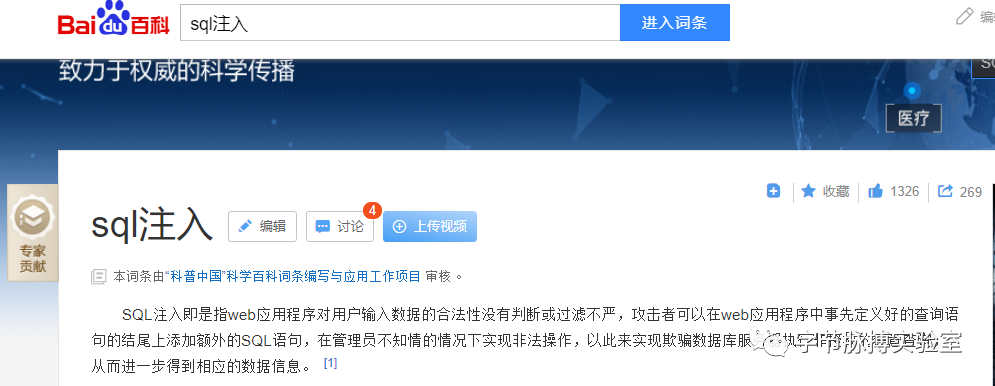 Bai du 百科
sql注入
进入词条
致力于权威的科学传播
医疗
收藏
1326
269
专家
贡献
sql注入
编辑
讨论
4
上传视频
本词条由“科普中国”科学百科词条编写与应用工作项目 审核 。
SQL注入即是指web应用程序对用户输入数据的合法性没有判断或过滤不严，攻击者可以在web应用程序中事先定义好的查询语
句的结尾上添加额外的SQL语句，在管理员不知情的情况下实现非法操作，以此来实现欺骗数据库服
从而进一步得到相应的数据信息。 [1]
字节脉搏实验室